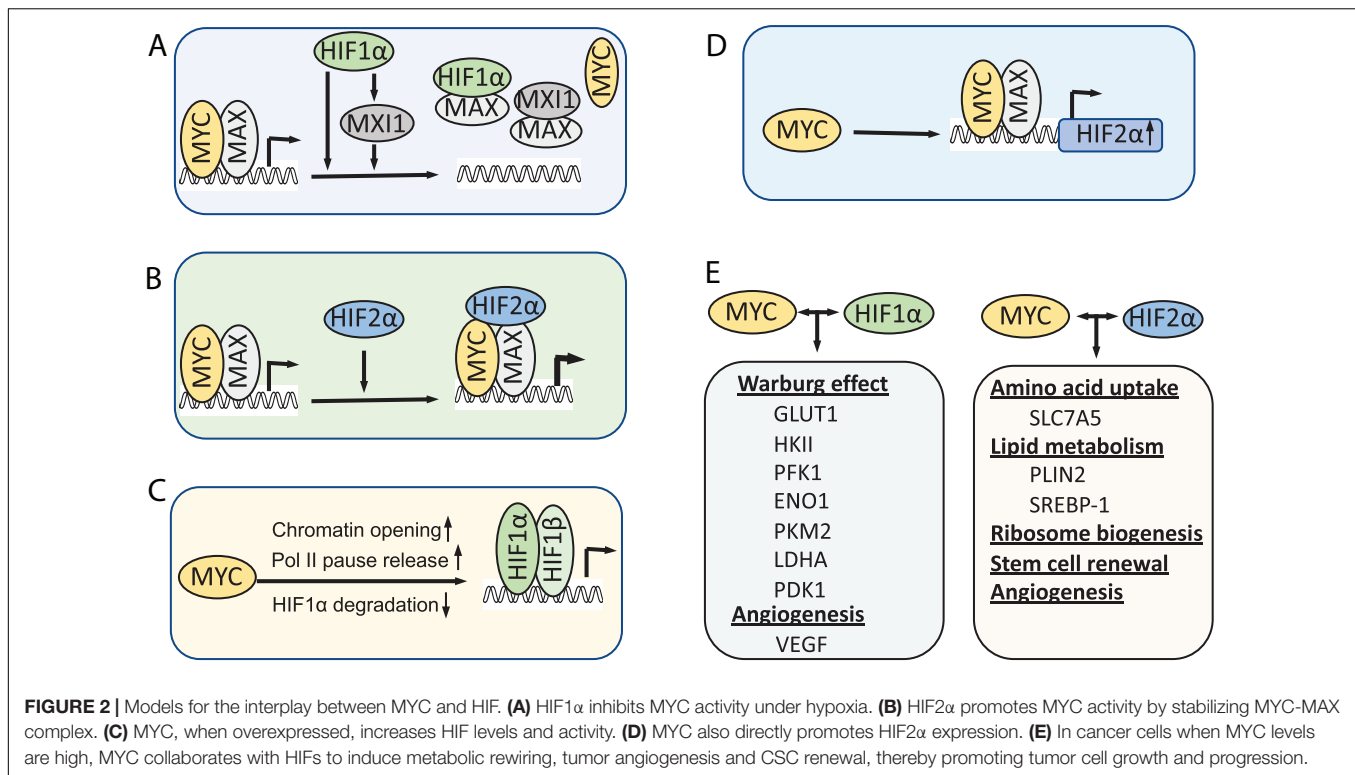 A
HIF1α
MYC
MAX
MXI1
HIF1α
MAX
MXI1
MAX
MYC
B
MYC
MAX
HIF2α
HIF2α
MYC
MAX
C
MYC
Chromatin opening↑
Pol II pause release↑
HIF1α degradation↓
HIF1α
HIF1β
D
MYC
MYC
MAX
HIF2α↑
E
MYC
HIF1α
Warburg effect
GLUT1
HKII
PFK1
ENO1
PKM2
LDHA
PDK1
Angiogenesis
VEGF
MYC
HIF2α
Amino acid uptake
SLC7A5
Lipid metabolism
PLIN2
SREBP-1
Ribosome biogenesis
Stem cell renewal
Angiogenesis
FIGURE 2 | Models for the interplay between MYC and HIF. (A) HIF1α inhibits MYC activity under hypoxia. (B) HIF2α promotes MYC activity by stabilizing MYC-MAX
complex. (C) MYC, when overexpressed, increases HIF levels and activity. (D) MYC also directly promotes HIF2α expression. (E) In cancer cells when MYC levels
are high, MYC collaborates with HIFs to induce metabolic rewiring, tumor angiogenesis and CSC renewal, thereby promoting tumor cell growth and progression.